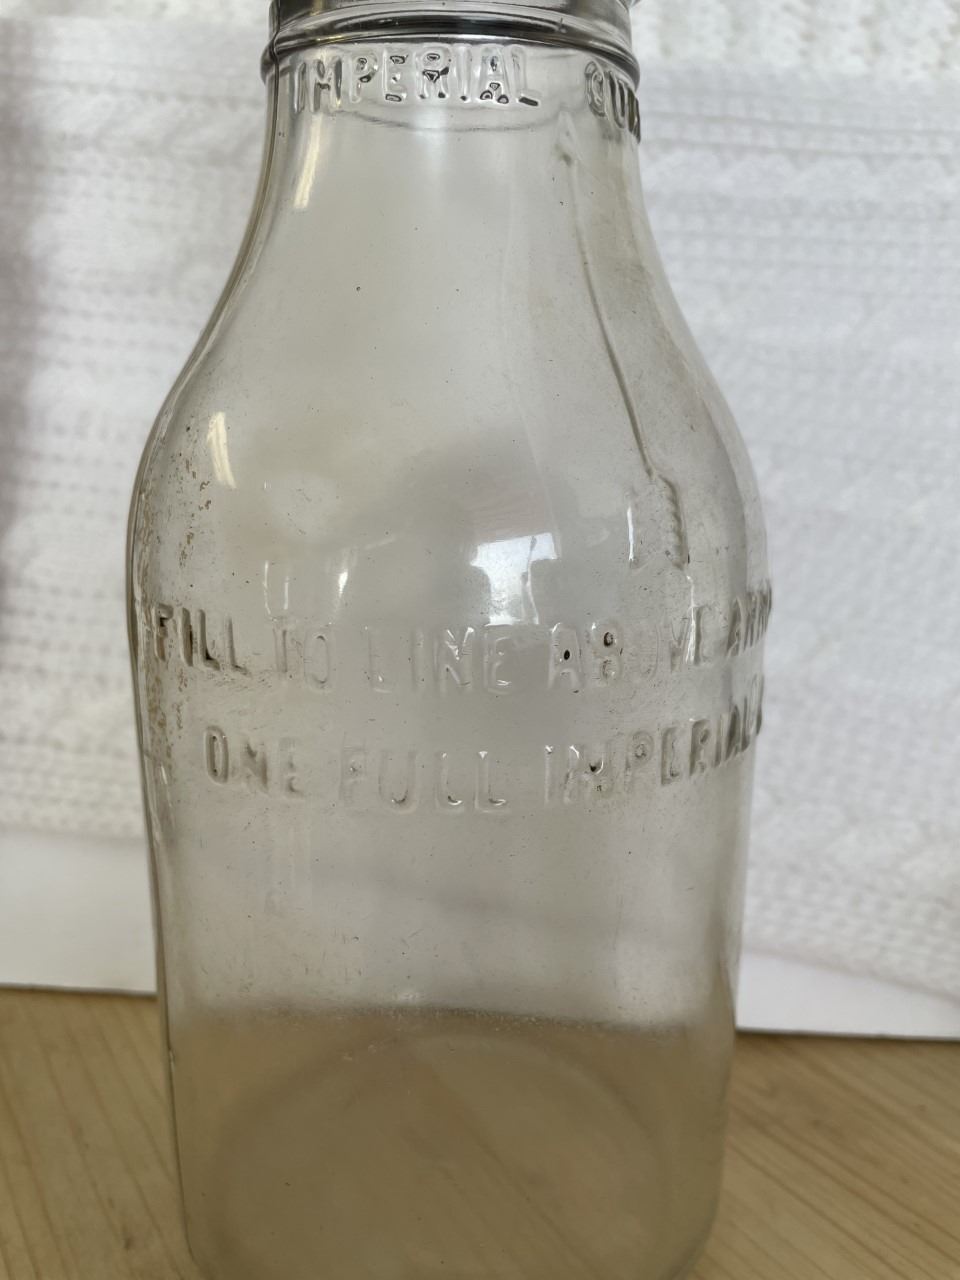 IMPERIAL
FILL TO LINE ABOVE
ONE FULL IMPERIAL